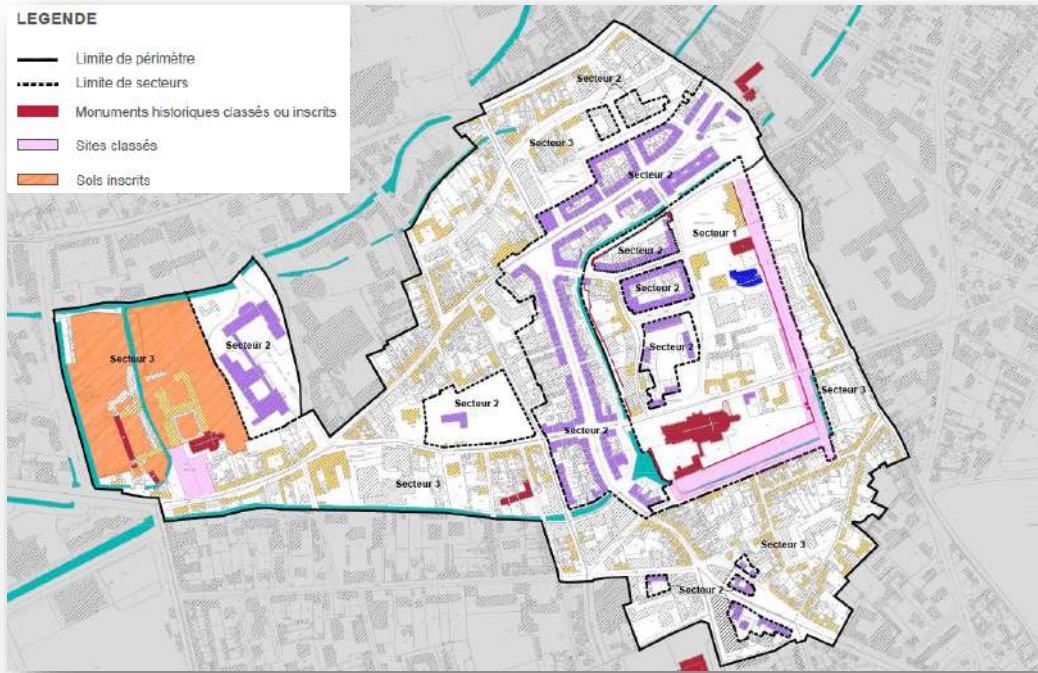 LEGENDE
Limite de périmètre
Limite de secteurs
Monuments historiques classés ou inscrits
Sites classés
Sols inscrits
Secteur 2
Secteur 3
Secteur 2
Secteur 1
Secteur 2
Secteur 2
Secteur 2
Secteur 3
Secteur 2
Secteur 3
Secteur 2
Secteur 2
Secteur 3
Secteur 3
Secteur 2